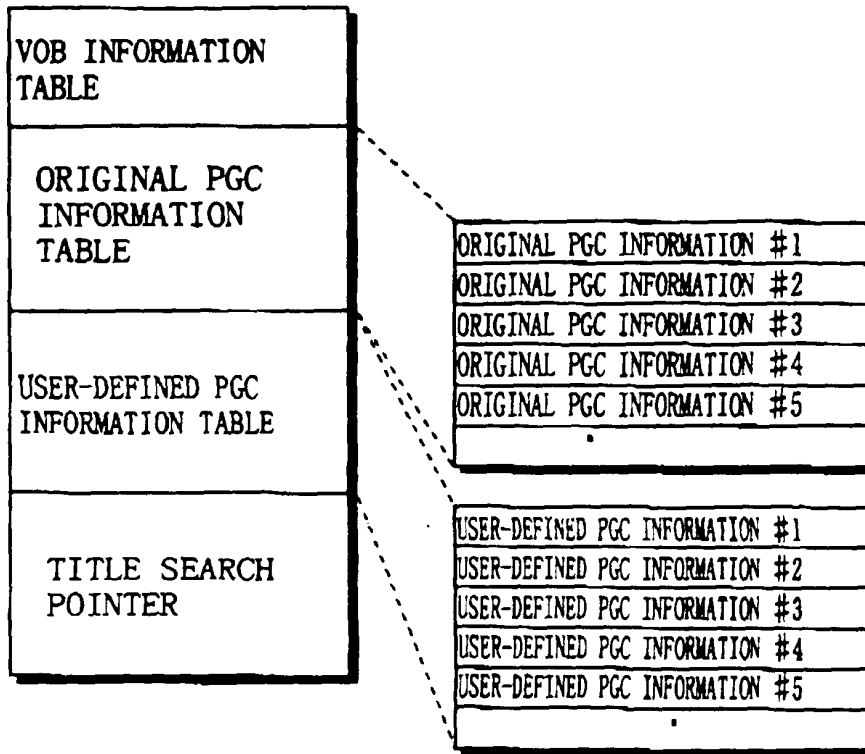 VOB INFORMATION
TABLE
ORIGINAL PGC
INFORMATION
TABLE
USER-DEFINED PGC
INFORMATION TABLE
TITLE SEARCH
POINTER
ORIGINAL PGC INFORMATION #1
ORIGINAL PGC INFORMATION #2
ORIGINAL PGC INFORMATION #3
ORIGINAL PGC INFORMATION #4
ORIGINAL PGC INFORMATION #5
USER-DEFINED PGC INFORMATION #1
USER-DEFINED PGC INFORMATION #2
USER-DEFINED PGC INFORMATION #3
USER-DEFINED PGC INFORMATION #4
USER-DEFINED PGC INFORMATION #5